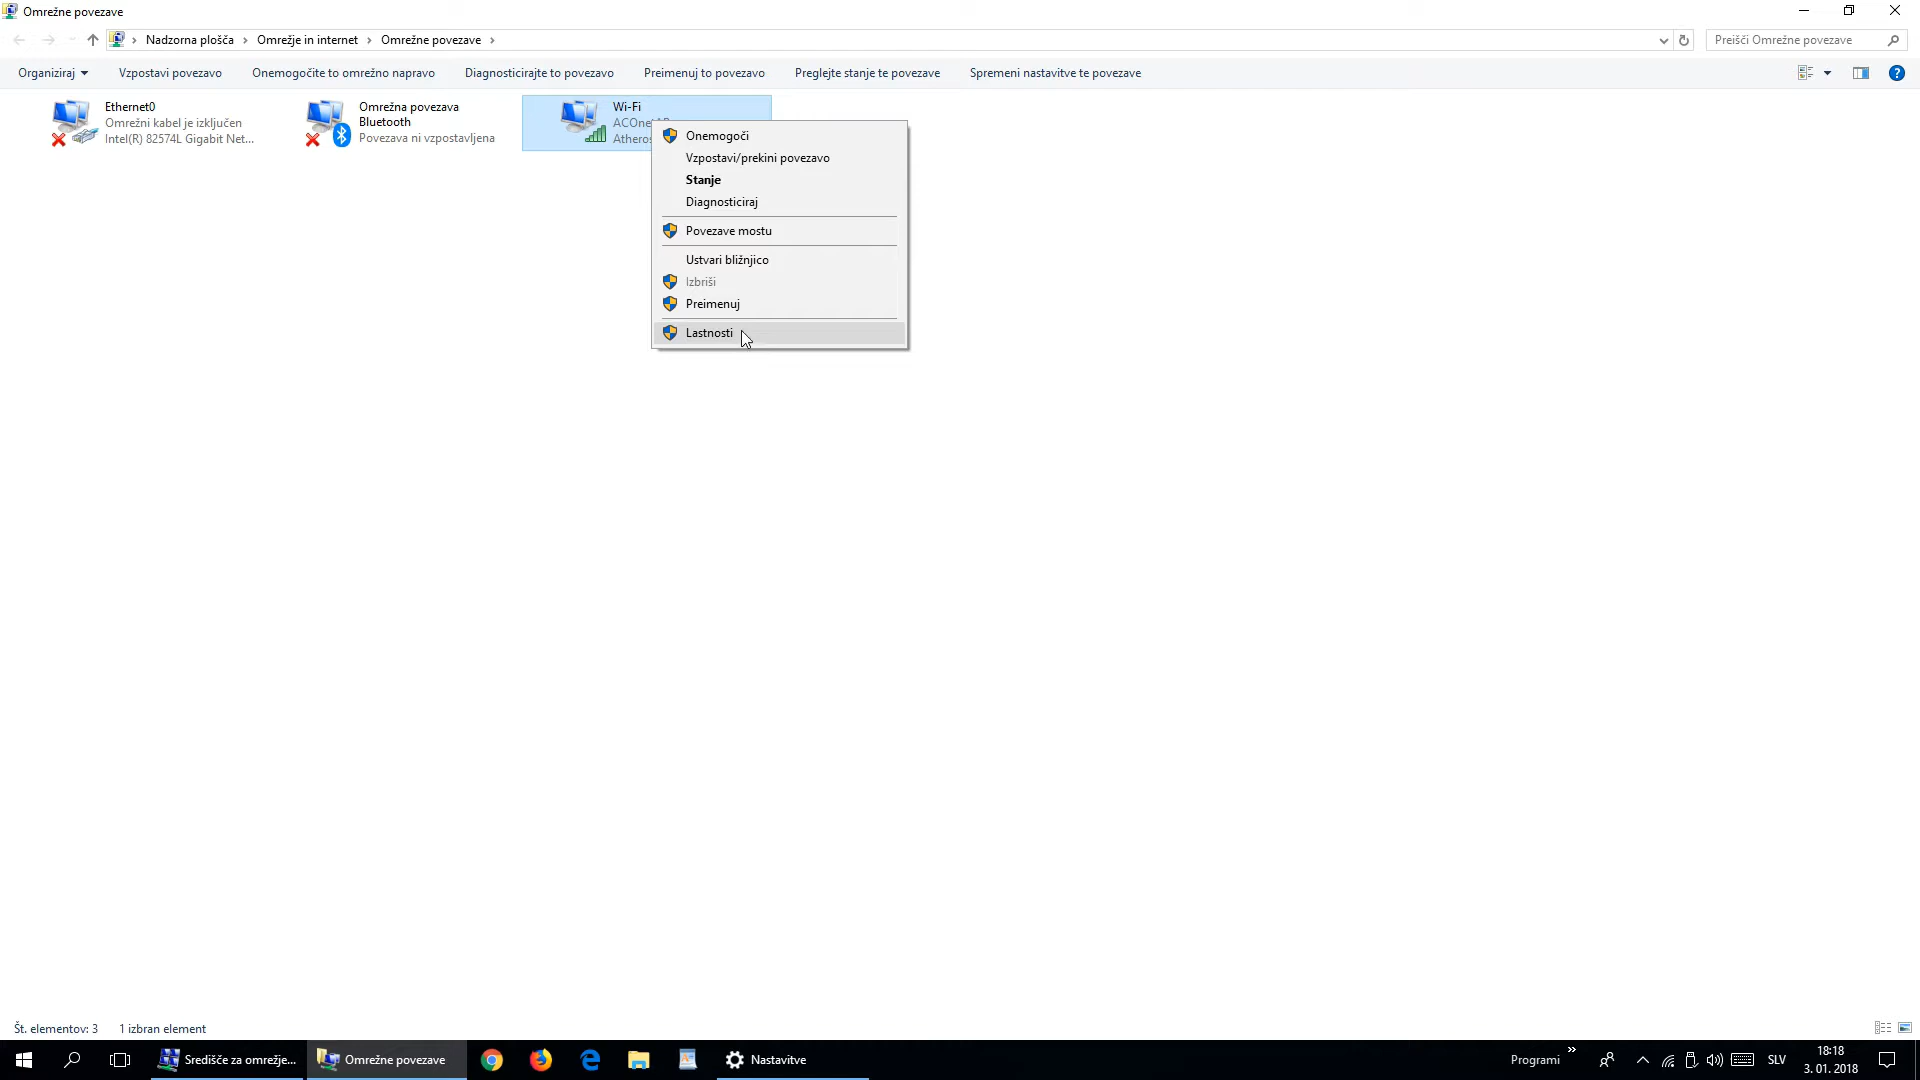 Omrežne povezave
Nadzorna plošča
Omrežje in internet
Omrežne povezave
Preišči Omrežne povezave
Organiziraj
Vzpostavi povezavo
Onemogočite to omrežno napravo
Diagnosticirajte to povezavo
Preimenuj to povezavo
Preglejte stanje te povezave
Spremeni nastavitve te povezave
Ethernet0
Omrežni kabel je izključen
Intel(R) 82574L Gigabit Net...
Omrežna povezava
Bluetooth
Povezava ni vzpostavljena
Wi-Fi
Atheros
Onemogoči
Vzpostavi/prekini povezavo
Stanje
Diagnosticiraj
Povezave mostu
Ustvari bližnjico
Izbriši
Preimenuj
Lastnosti
Št. elementov: 3
1 izbran element
Središče za omrežje...
Omrežne povezave
Nastavitve
Programi
SLV
18:18
3. 01. 2018